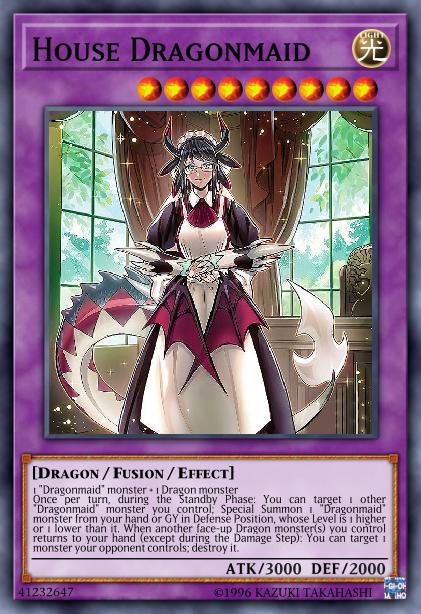 House Dragonmaid
LIGHT
光
[Dragon / Fusion / Effect]
1 "Dragonmaid" monster + 1 Dragon monster
Once per turn, during the Standby Phase: You can target 1 other
"Dragonmaid" monster you control; Special Summon 1 "Dragonmaid"
monster from your hand or GY in Defense Position, whose Level is 1 higher
or 1 lower than it. When another face-up Dragon monster(s) you control
returns to your hand (except during the Damage Step): You can target 1
monster your opponent controls; destroy it.
ATK/3000 DEF/2000
41232647
©1996 KAZUKI TAKAHASHI